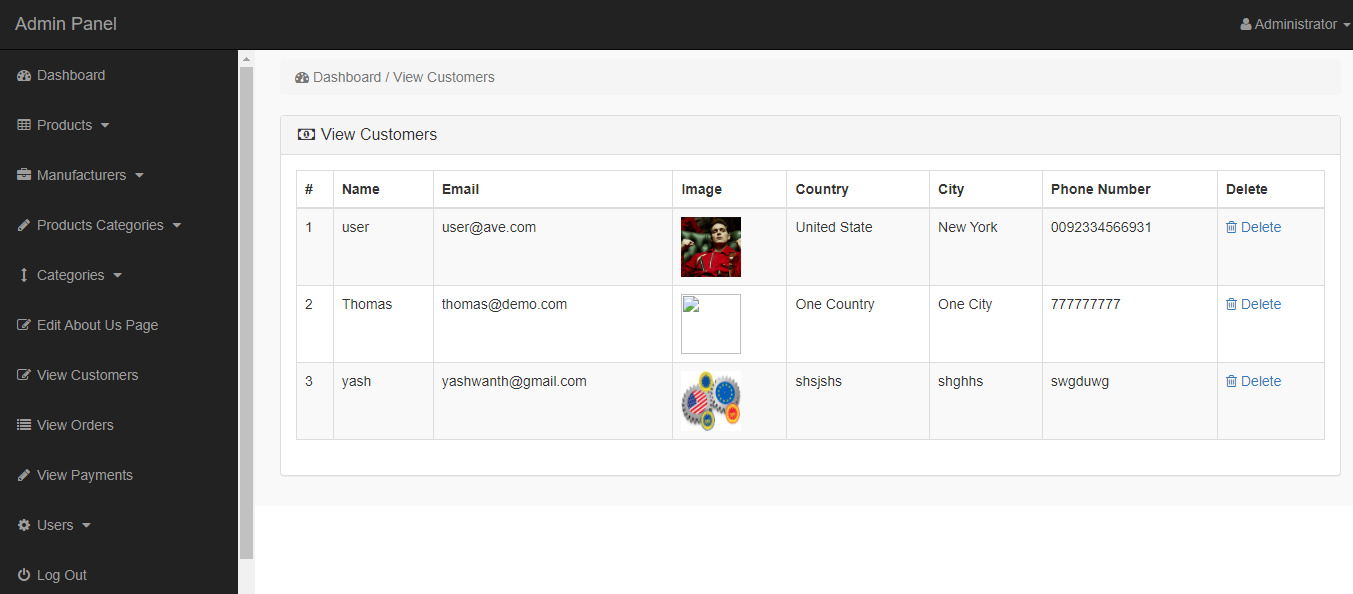 Admin Panel
Administrator
Dashboard
Products
Manufacturers
Products Categories
Categories
Edit About Us Page
View Customers
View Orders
View Payments
Users
Log Out
Dashboard / View Customers
View Customers
# Name Email Image Country City Phone Number Delete
1 user user@ave.com United State New York 0092334566931 Delete
2 Thomas thomas@demo.com One Country One City 777777777 Delete
3 yash yashwanth@gmail.com shsjshs shghhs swgduwg Delete